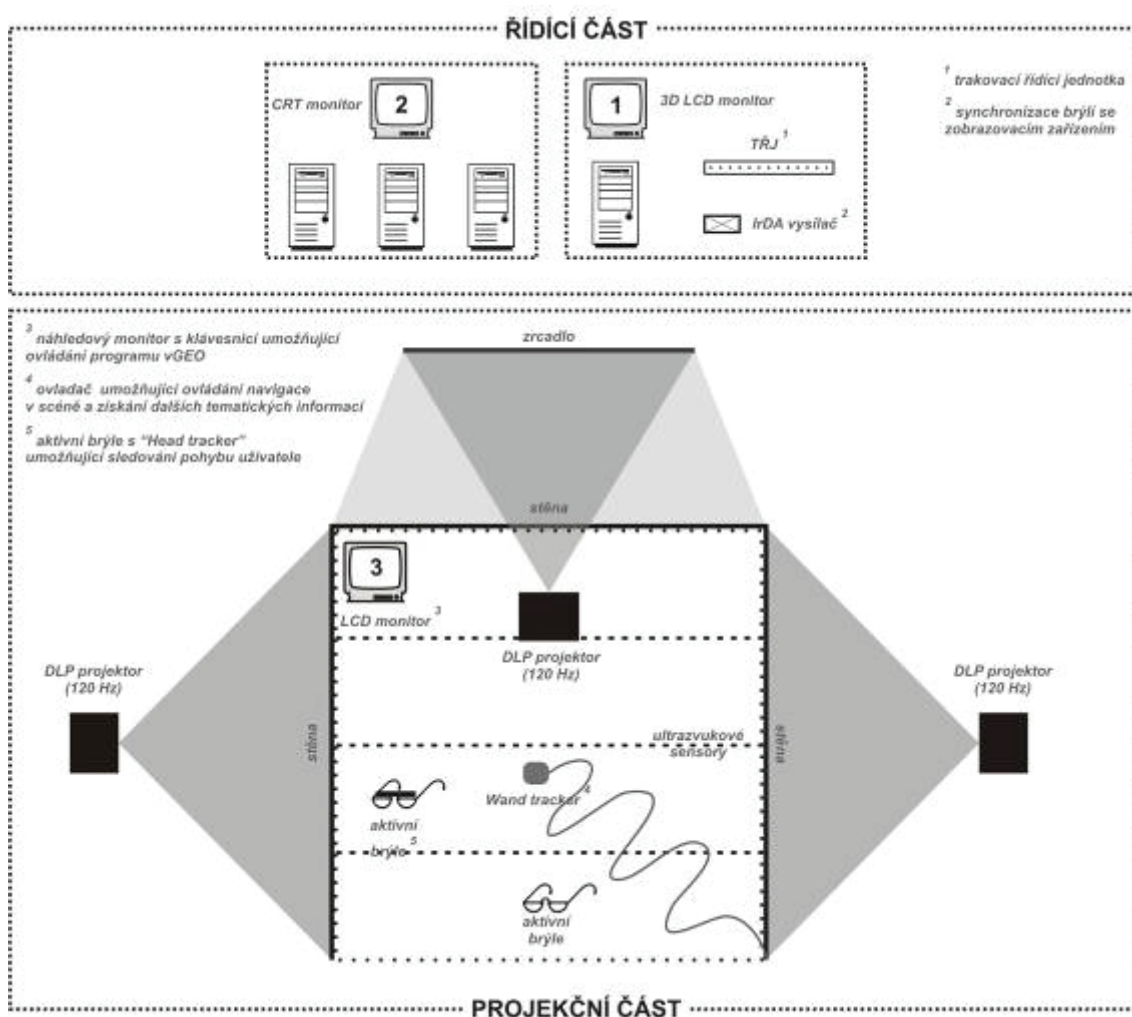 ŘÍDÍCÍ ČÁST
CRT monitor
2
1
3D LCD monitor
TŘJ 1
IrDA vysílač 2
1 trakovací řídící jednotka
2 synchronizace brýlí se
zobrazovacím zařízením
3 náhledový monitor s klávesnicí umožňující
ovládání programu vGEO
4 ovladač umožňující ovládání navigace
v scéně a získání dalších tematických informací
5 aktivní brýle s "Head tracker"
umožňující sledování pohybu uživatele
zrcadlo
stěna
3
LCD monitor 3
DLP projektor
(120 Hz)
DLP projektor
(120 Hz)
DLP projektor
(120 Hz)
stěna
stěna
ultrazvukové
sensory
Wand tracker 4
aktivní
brýle 5
aktivní
brýle
PROJEKČNÍ ČÁST